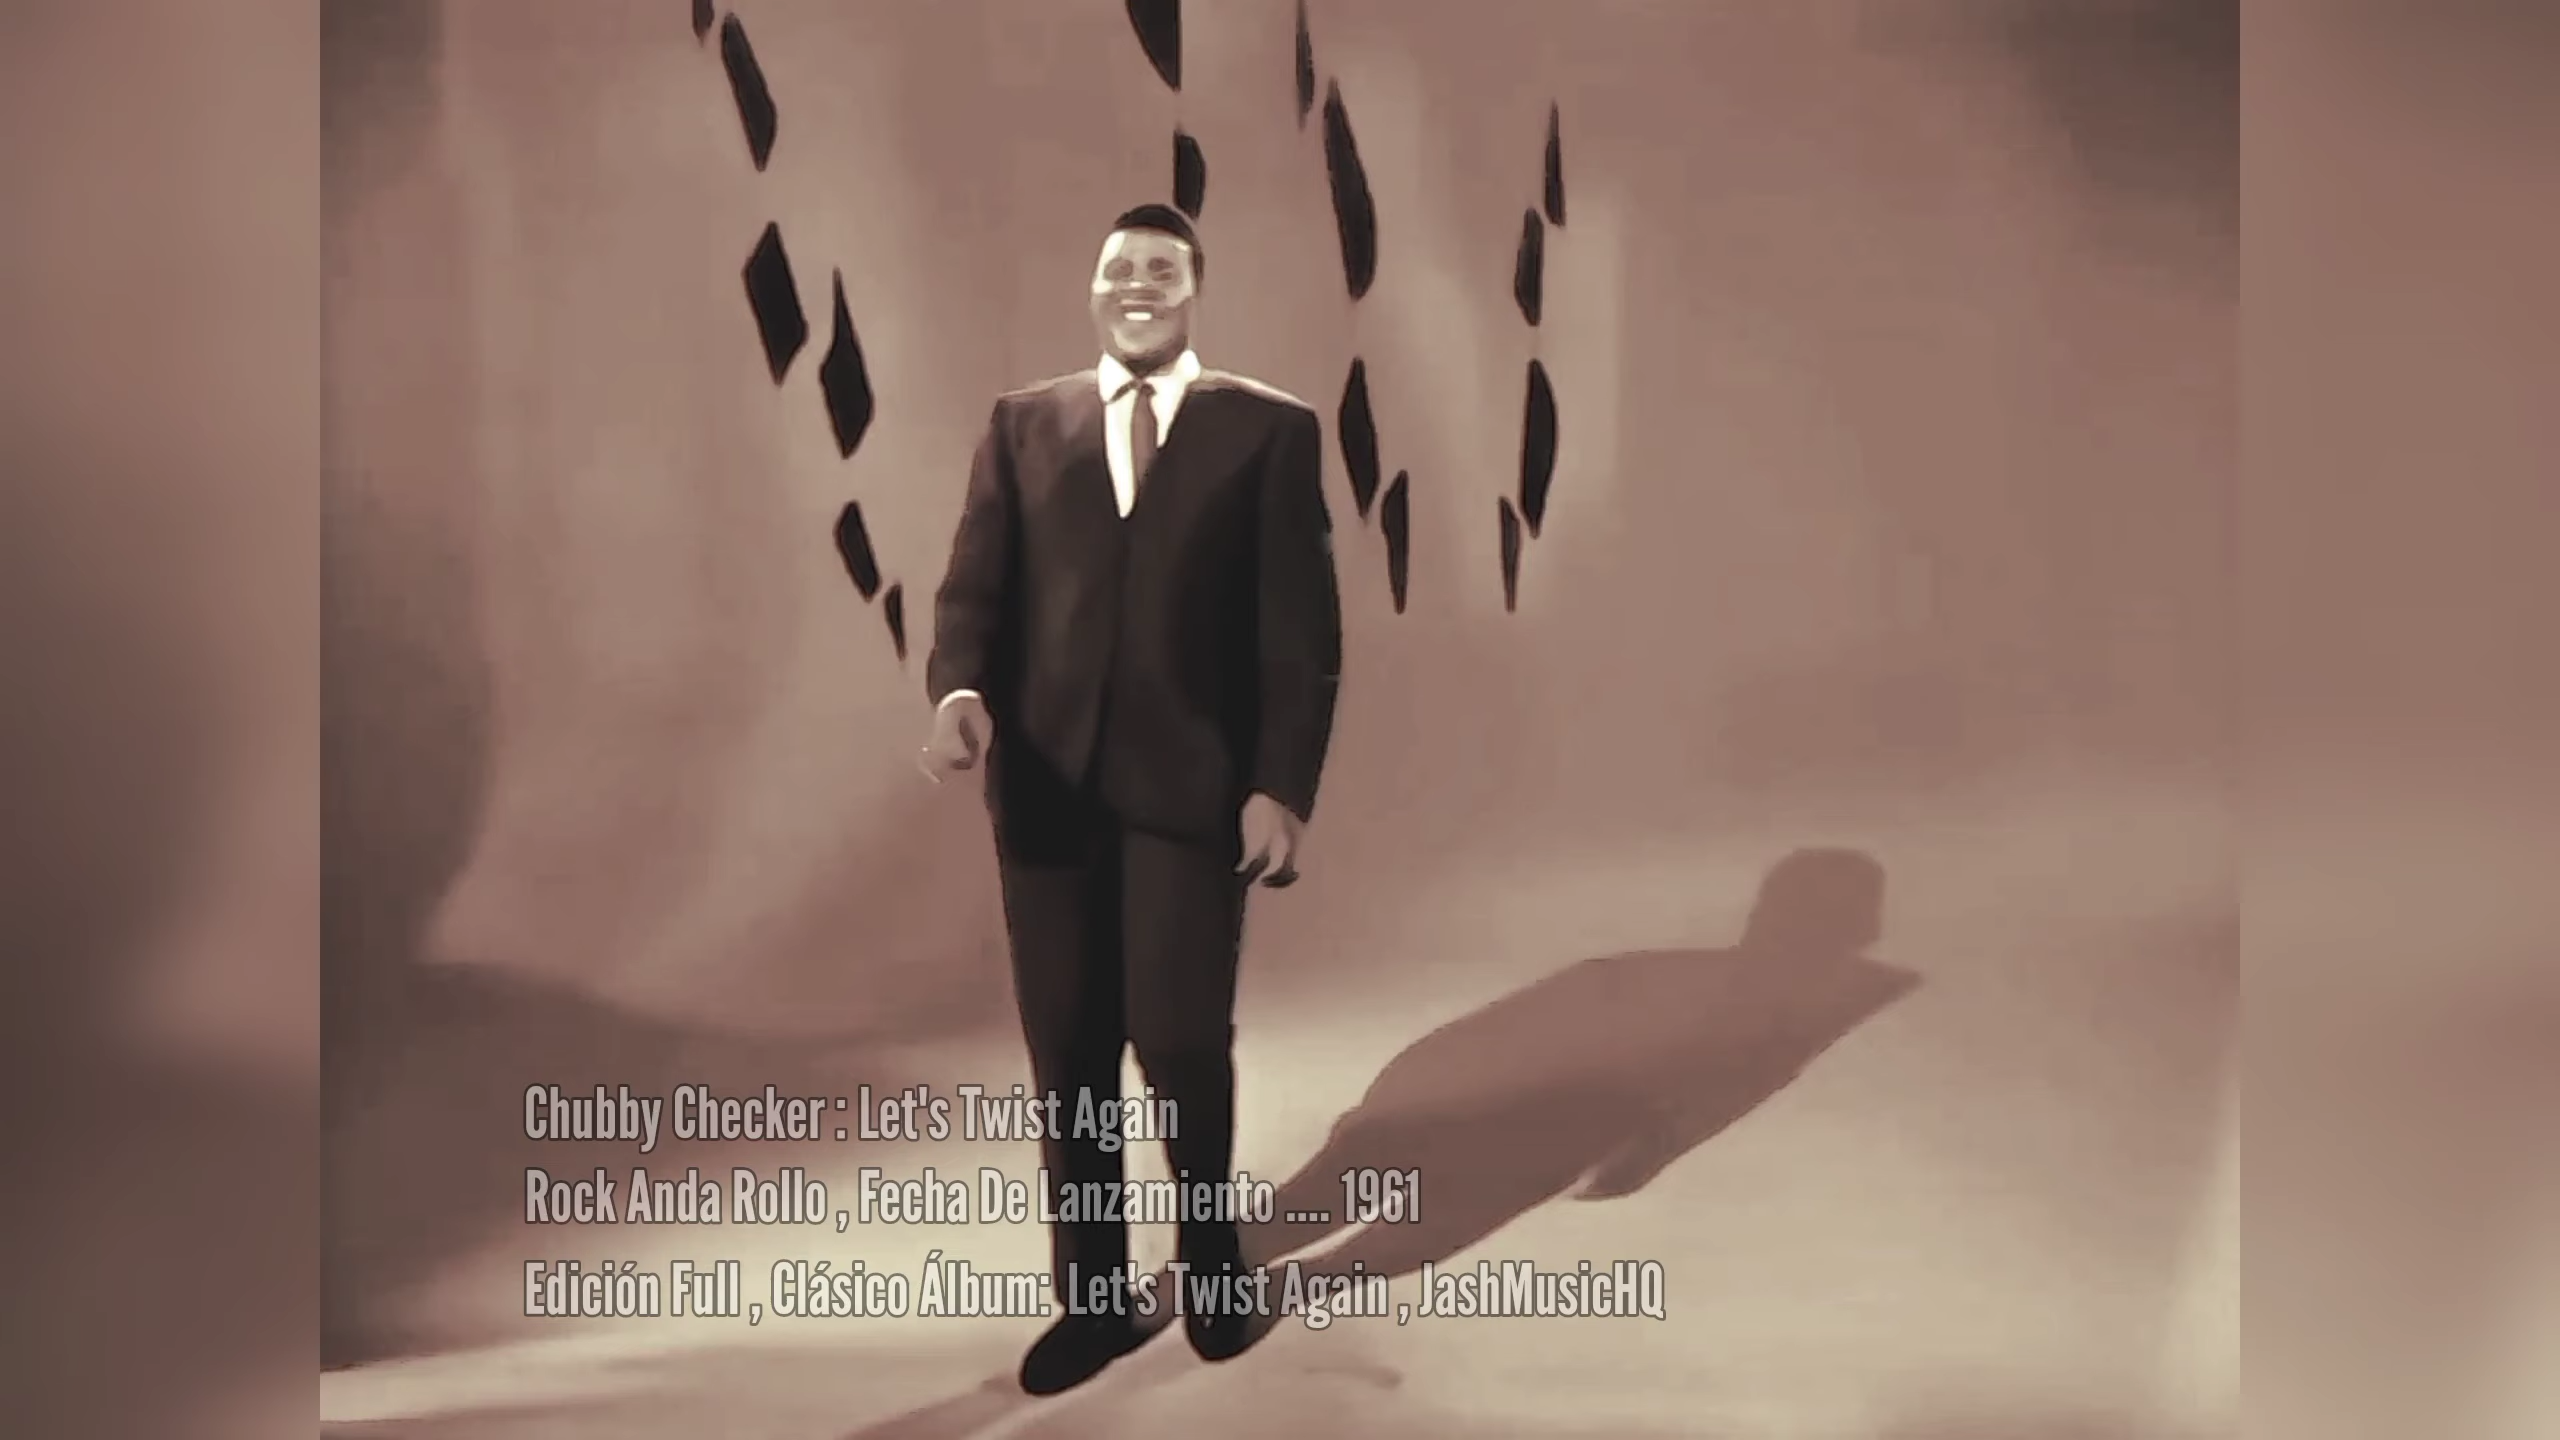 Chubby Checker : Let's Twist Again
Rock Anda Rollo , Fecha De Lanzamiento .... 1961
Edición Full , Clásico Álbum: Let's Twist Again , JashMusicHQ